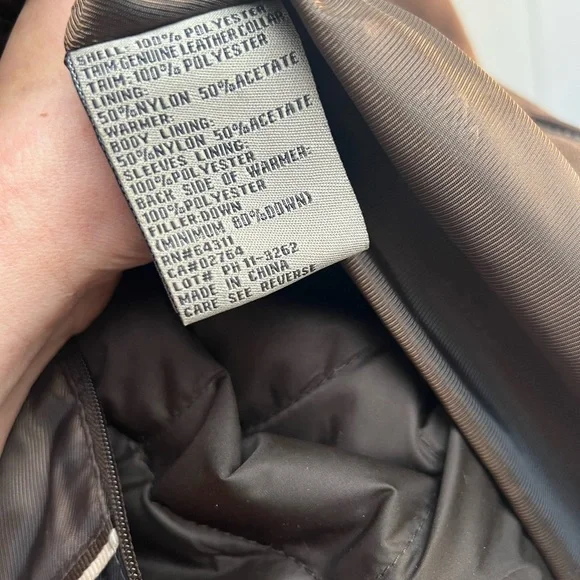 SHELL: 100% POLYESTER
TRIM:GENUINE LEATHER COLLAR
TRIM:100% POLYESTER
LINING:
50%NYLON 50%ACETATE
WARMER:
BODY LINING:
50%NYLON 50%ACETATE
SLEEVES LINING:
100%POLYESTER
BACK SIDE OF WARMER:
100%POLYESTER
FILLER:DOWN
(MINIMUM 80%DOWN)
RN#64311
CA#02764
LOT# PH11-3262
MADE IN CHINA
CARE SEE REVERSE